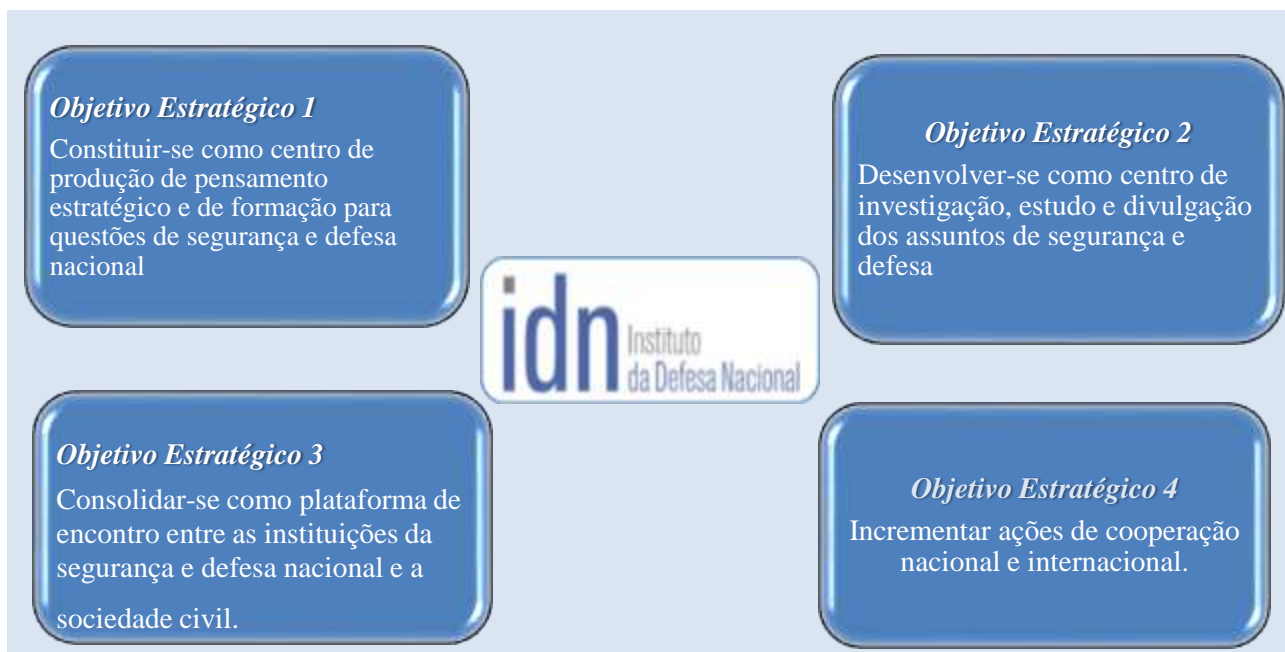 Objetivo Estratégico 1
Constituir-se como centro de
produção de pensamento
estratégico e de formação para
questões de segurança e defesa
nacional
Objetivo Estratégico 2
Desenvolver-se como centro de
investigação, estudo e divulgação
dos assuntos de segurança e
defesa
idn Instituto
da Defesa Nacional
Objetivo Estratégico 3
Consolidar-se como plataforma de
encontro entre as instituições da
segurança e defesa nacional e a
sociedade civil.
Objetivo Estratégico 4
Incrementar ações de cooperação
nacional e internacional.